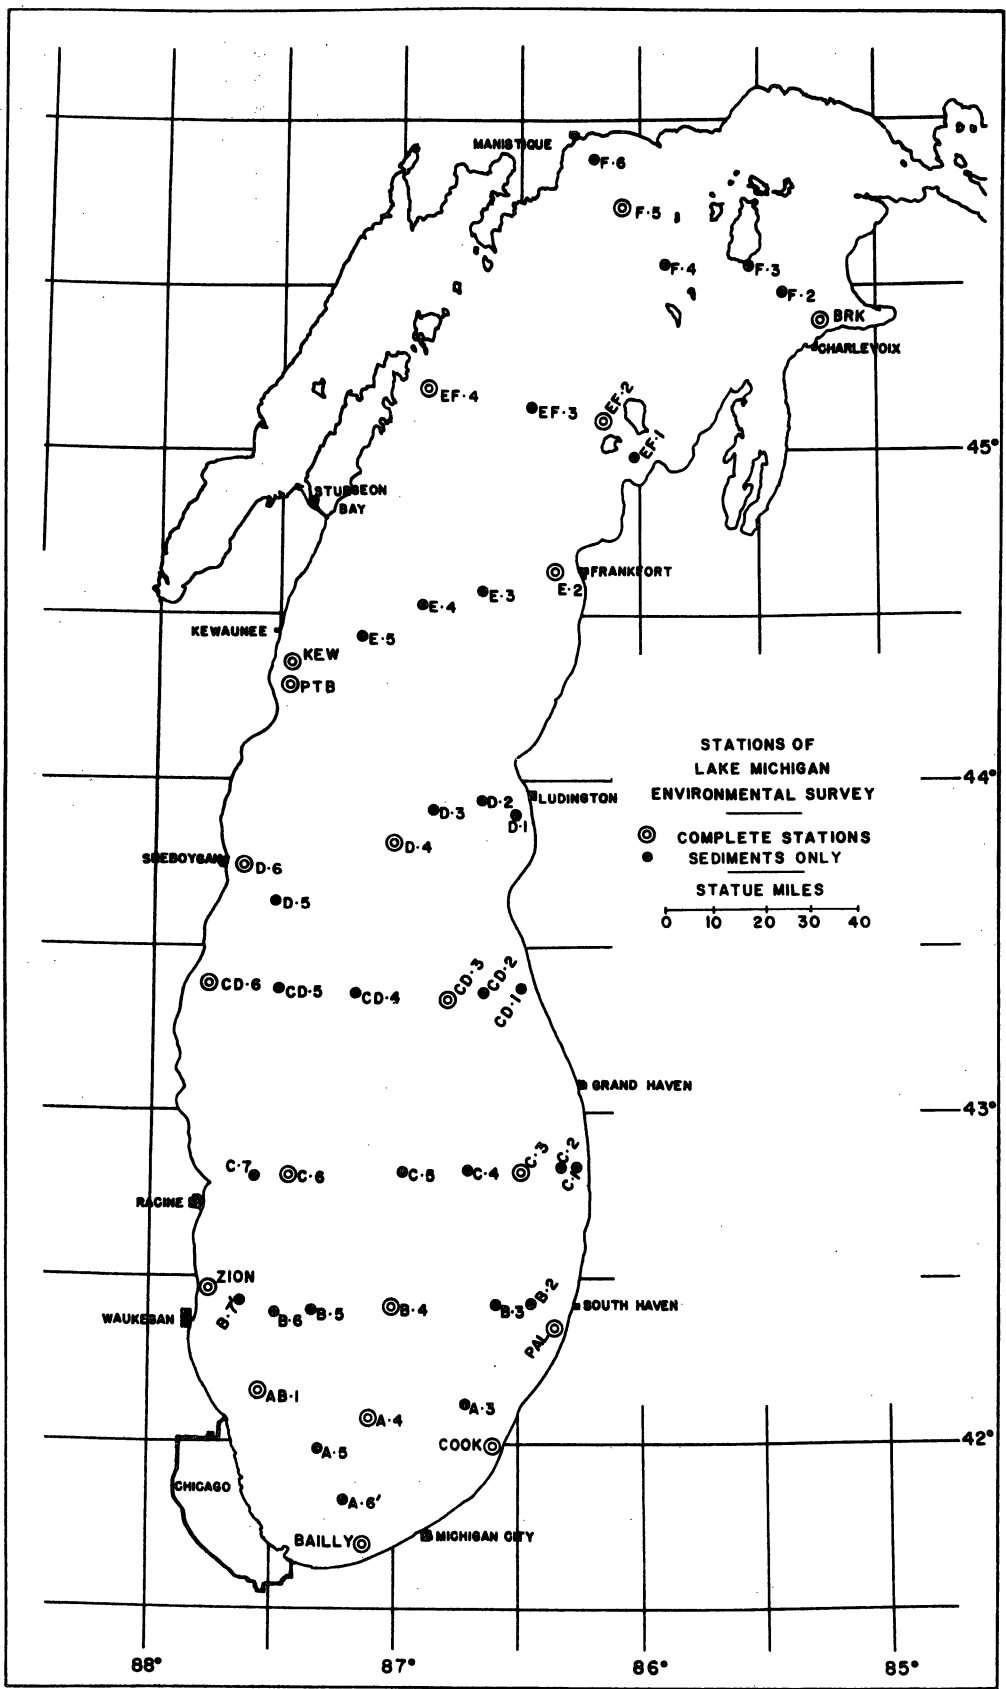 MANISTIQUE
F·6
F·5
F·4
F·3
F·2
BRK
CHARLEVOIX
EF·4
EF·3
EF·2
EF·1
45°
STURGEON
BAY
FRANKFORT
E·2
E·3
E·4
E·5
KEWAUNEE
KEW
PTB
STATIONS OF
LAKE MICHIGAN
ENVIRONMENTAL SURVEY
COMPLETE STATIONS
SEDIMENTS ONLY
STATUE MILES
0 10 20 30 40
44°
LUDINGTON
D·2
D·3
D·1
D·4
SHEBOYGAN
D·6
D·5
CD·6
CD·5
CD·4
CD·3
CD·2
CD·1
GRAND HAVEN
43°
C·7
C·6
C·5
C·4
C·3
C·2
C·1
RACINE
ZION
WAUKEGAN
B·7'
B·6
B·5
B·4
B·3
B·2
SOUTH HAVEN
PAL
AB·1
A·4
A·3
COOK
42°
A·5
CHICAGO
A·6'
BAILLY
MICHIGAN CITY
88° 87° 86° 85°